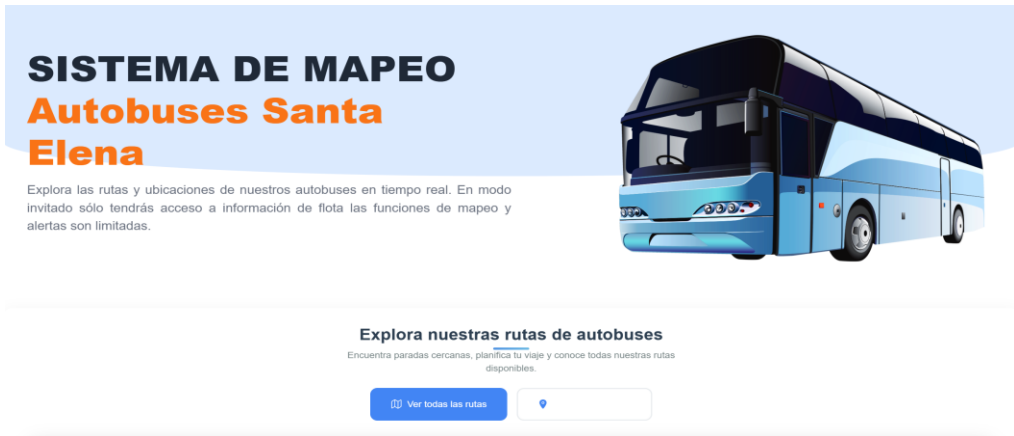 SISTEMA DE MAPEO
Autobuses Santa
Elena
Explora las rutas y ubicaciones de nuestros autobuses en tiempo real. En modo
invitado sólo tendrás acceso a información de flota las funciones de mapeo y
alertas son limitadas.
Explora nuestras rutas de autobuses
Encuentra paradas cercanas, planifica tu viaje y conoce todas nuestras rutas
disponibles.
Ver todas las rutas